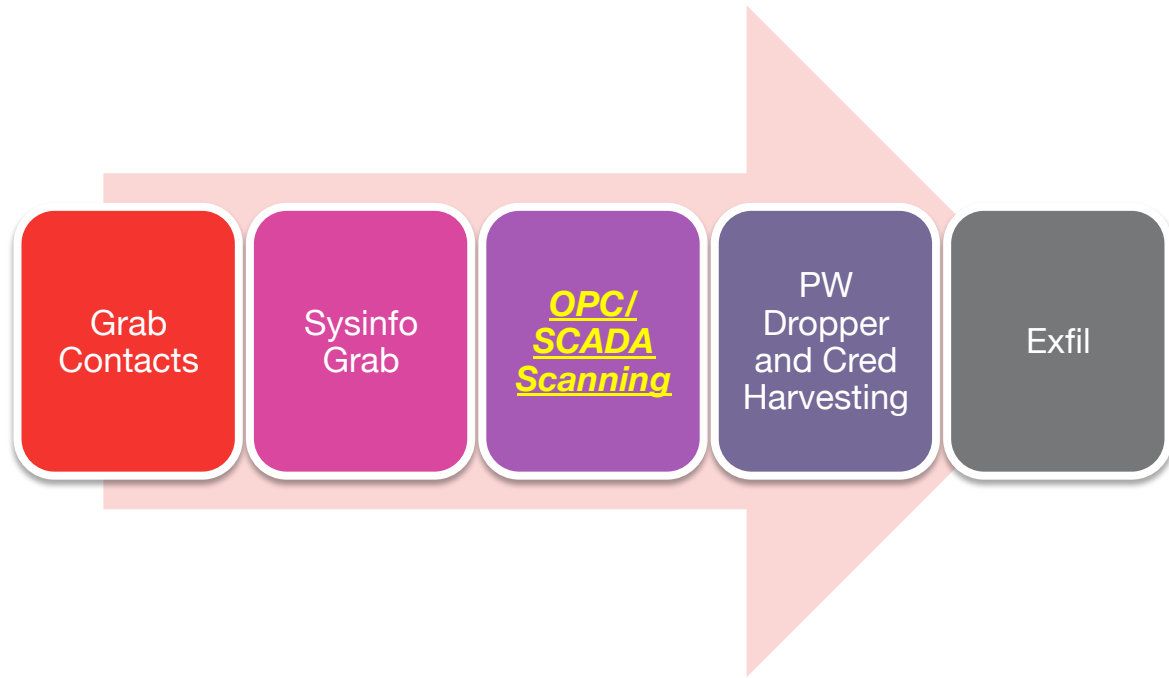 Grab
Contacts
Sysinfo
Grab
OPC/
SCADA
Scanning
PW
Dropper
and Cred
Harvesting
Exfil